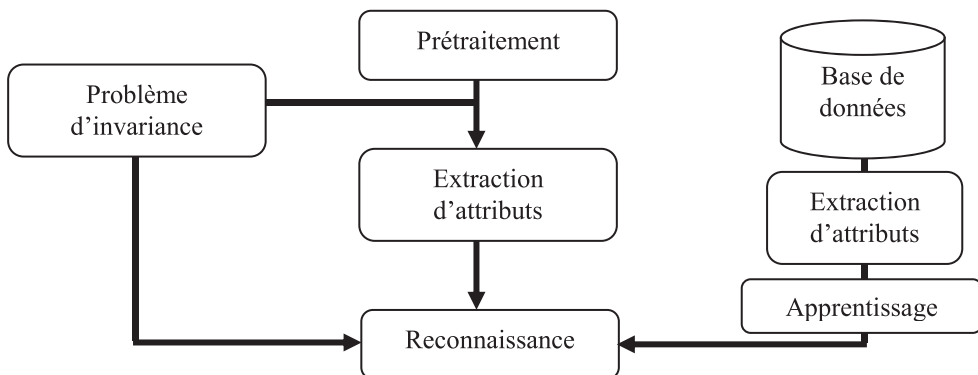 Prétraitement
Problème
d’invariance
Base de
données
Extraction
d’attributs
Extraction
d’attributs
Apprentissage
Reconnaissance